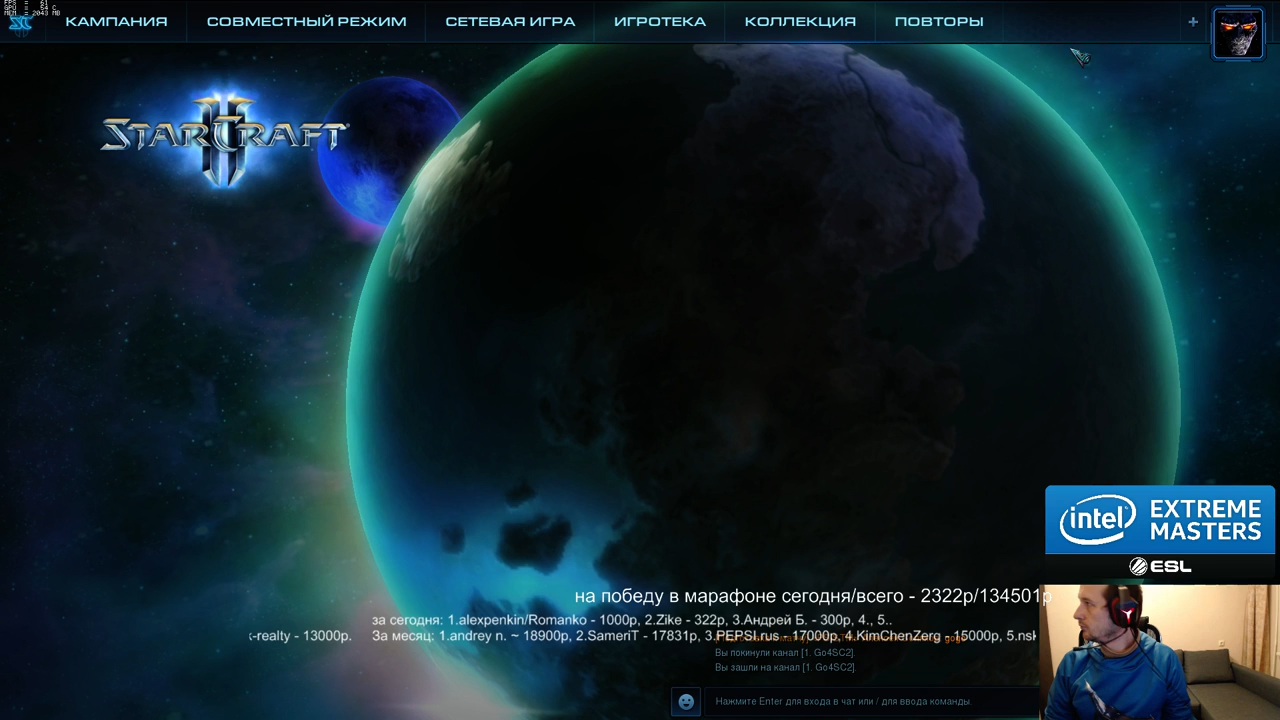 КАМПАНИЯ СОВМЕСТНЫЙ РЕЖИМ СЕТЕВАЯ ИГРА ИГРОТЕКА КОЛЛЕКЦИЯ ПОВТОРЫ +
STARCRAFT II
intel EXTREME MASTERS
ESL
на победу в марафоне сегодня/всего - 2322р/134501р
за сегодня: 1.alexpenkin/Romanko - 1000р, 2.Zike - 322р, 3.Андрей Б. - 300р, 4., 5..
-realty - 13000р. За месяц: 1.andrey n. ~ 18900р, 2.SameriT - 17831р, 3.PEPSI.ru - 17000р, 4.KimChenZerg - 15000р, 5.nsk
Вы покинули канал [1. Go4SC2].
Вы зашли на канал [1. Go4SC2].
Нажмите Enter для входа в чат или / для ввода команды.